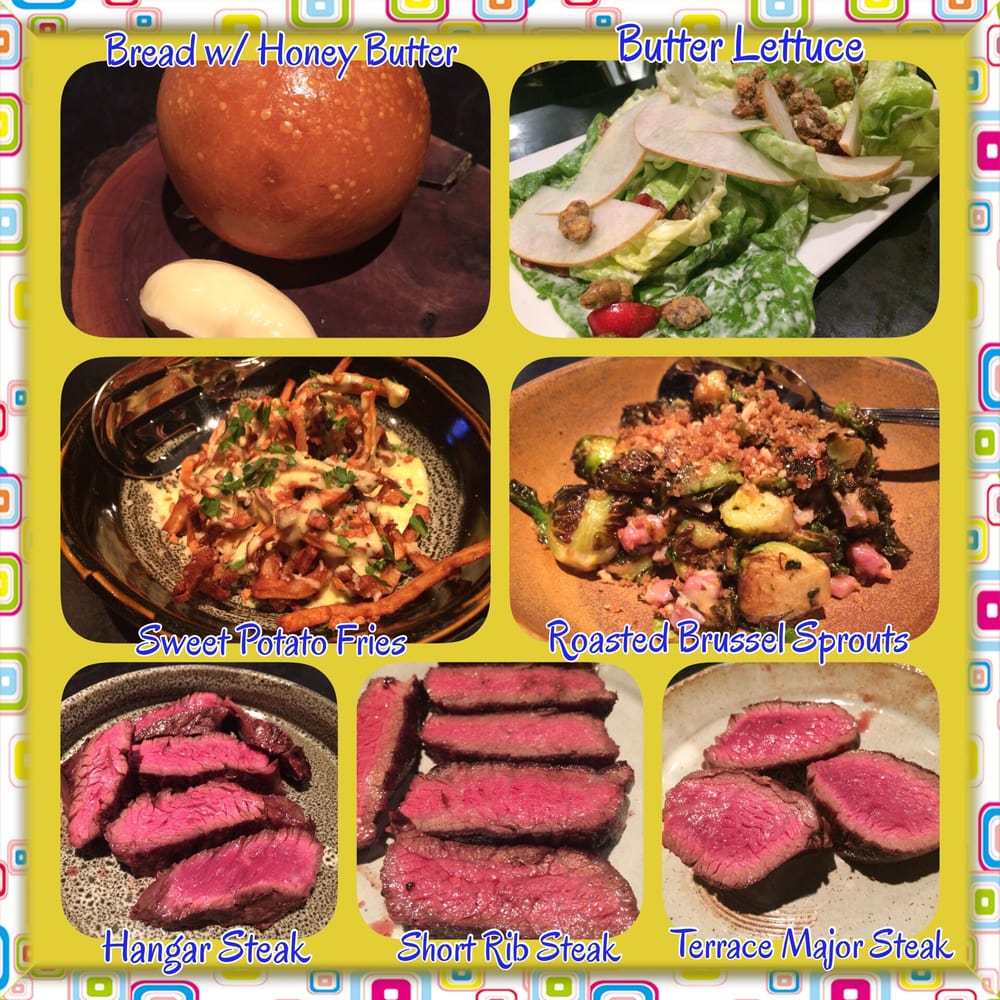 Bread w/ Honey Butter
Butter Lettuce
Sweet Potato Fries
Roasted Brussel Sprouts
Hangar Steak
Short Rib Steak
Terrace Major Steak